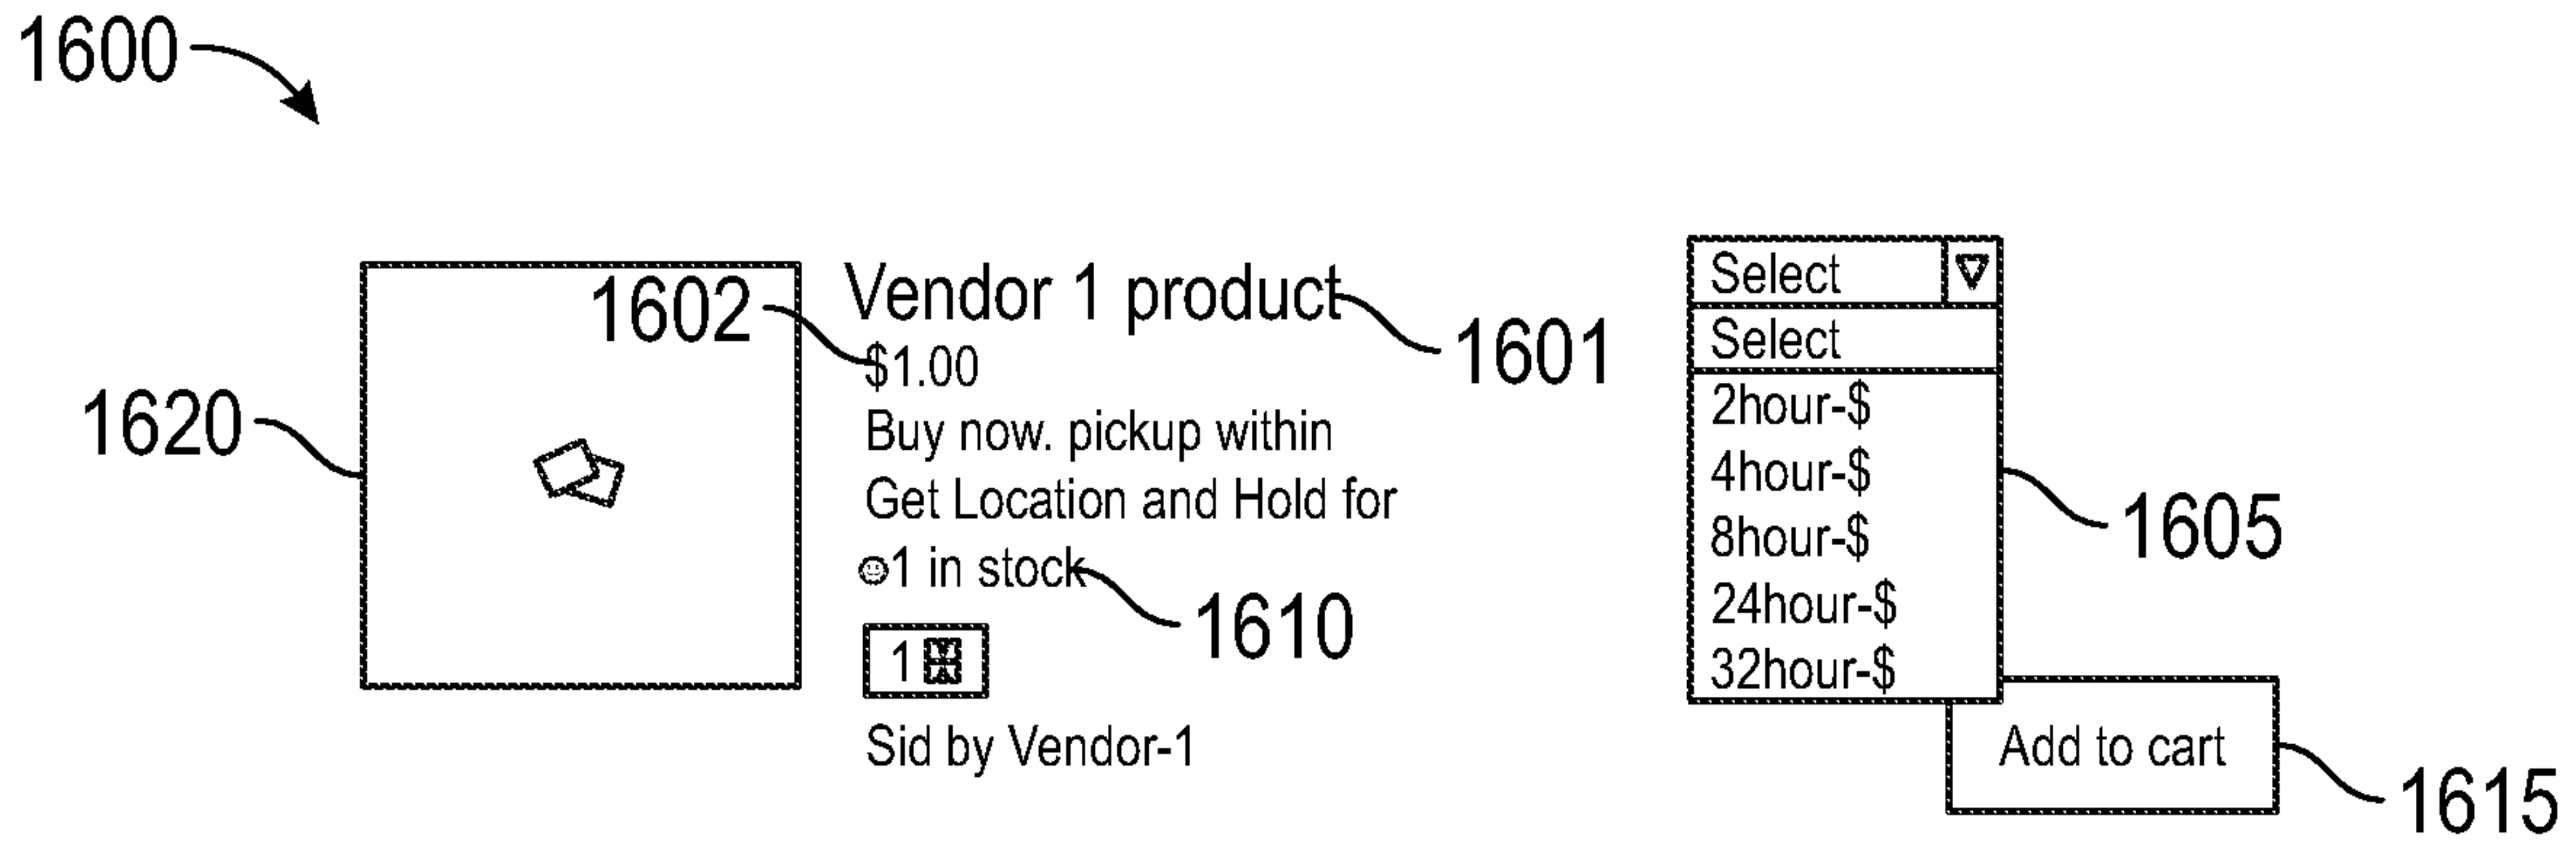 1600
1620
1602
Vendor 1 product
1601
$1.00
Buy now. pickup within
Get Location and Hold for
1 in stock
1610
1
Sid by Vendor-1
Select
Select
2hour-$
4hour-$
8hour-$
24hour-$
32hour-$
1605
Add to cart
1615